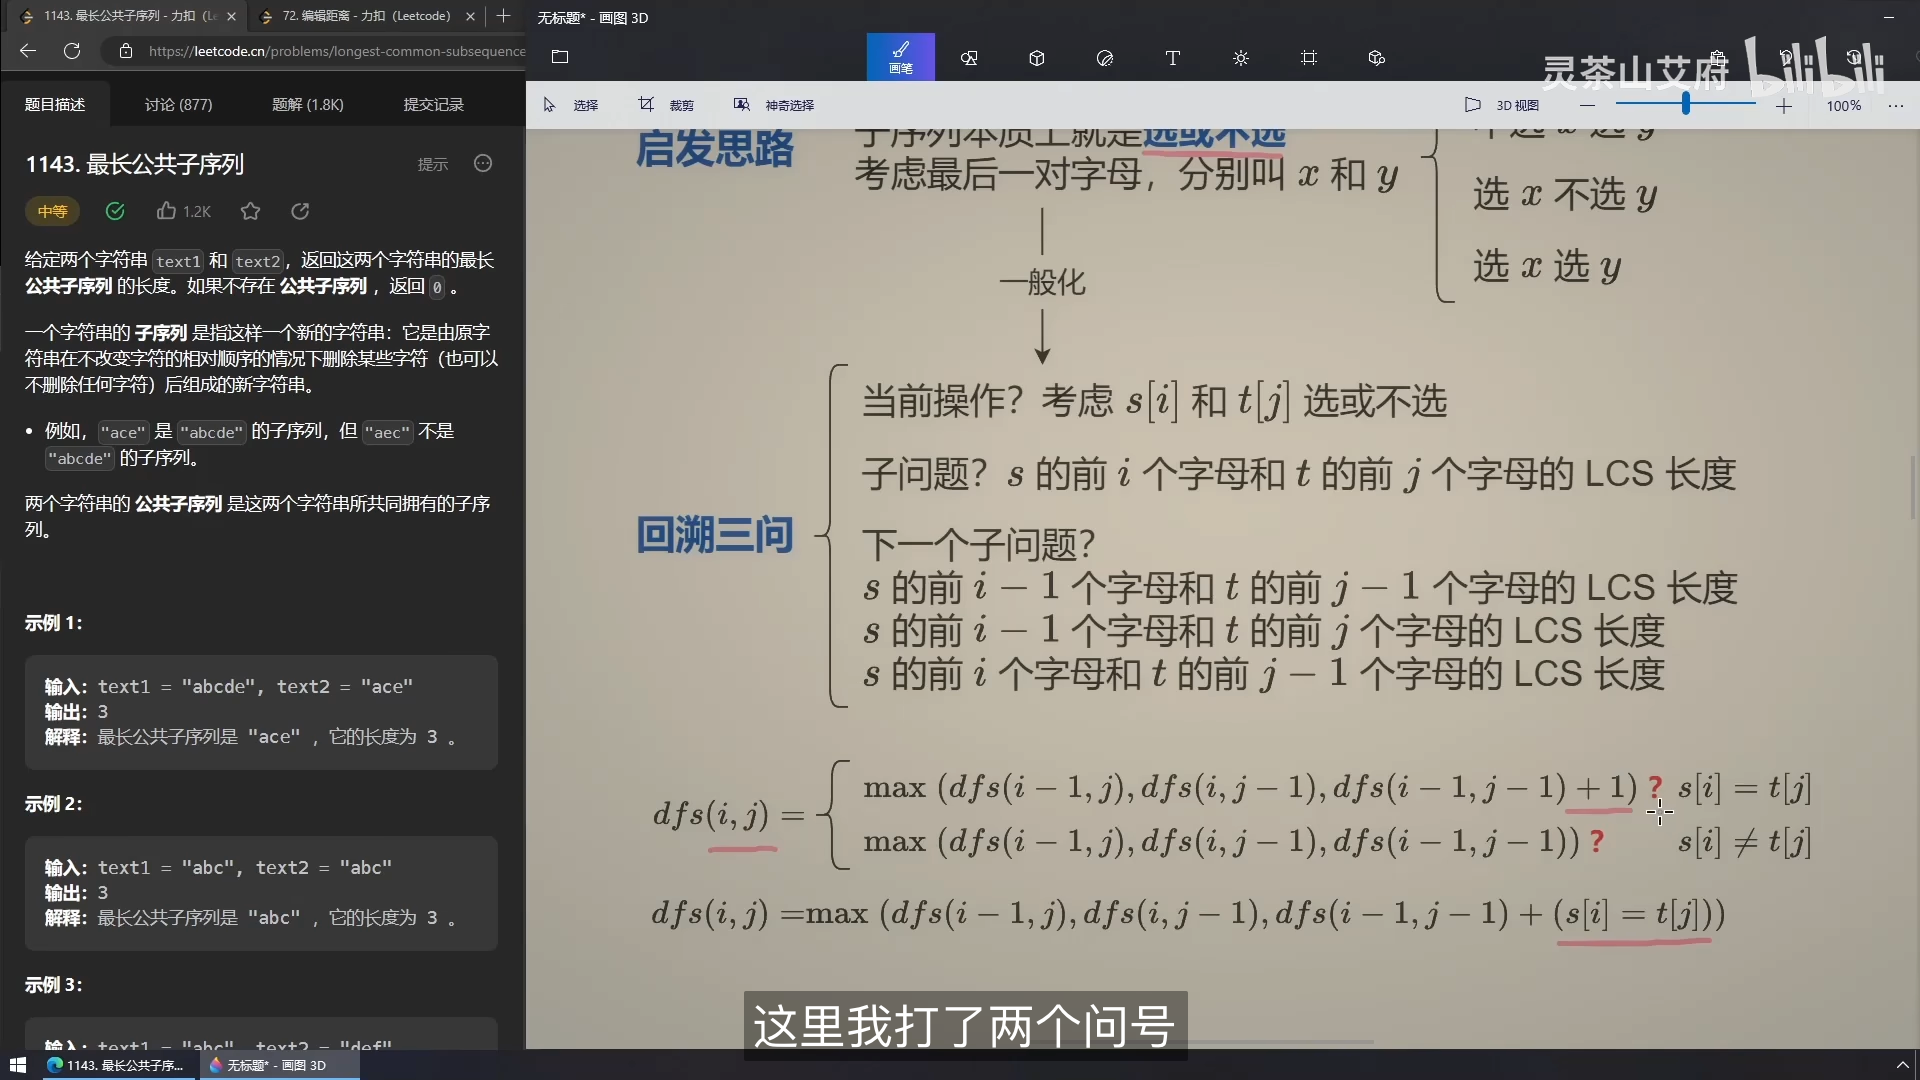 1143. 最长公共子序列 - 力扣 (L
72. 编辑距离 - 力扣 (Leetcode)
https://leetcode.cn/problems/longest-common-subsequence
题目描述
讨论 (877)
题解 (1.8K)
提交记录
1143. 最长公共子序列
提示
中等
1.2K
给定两个字符串 text1 和 text2，返回这两个字符串的最长
公共子序列 的长度。如果不存在 公共子序列 ，返回 0 。
一个字符串的 子序列 是指这样一个新的字符串：它是由原字
符串在不改变字符的相对顺序的情况下删除某些字符（也可以
不删除任何字符）后组成的新字符串。
• 例如，"ace" 是 "abcde" 的子序列，但 "aec" 不是
"abcde" 的子序列。
两个字符串的 公共子序列 是这两个字符串所共同拥有的子序
列。
示例 1：
输入：text1 = "abcde", text2 = "ace"
输出：3
解释：最长公共子序列是 "ace" ，它的长度为 3 。
示例 2：
输入：text1 = "abc", text2 = "abc"
输出：3
解释：最长公共子序列是 "abc" ，它的长度为 3 。
示例 3：
输入：text1 = "abc", text2 = "def"
无标题* - 画图 3D
画笔
灵茶山艾府 bilibili
选择
裁剪
神奇选择
3D 视图
100%
启发思路
子序列本质上就是选或不选
考虑最后一对字母，分别叫 x 和 y
不选 x 选 y
选 x 不选 y
选 x 选 y
一般化
回溯三问
当前操作？考虑 s[i] 和 t[j] 选或不选
子问题？s 的前 i 个字母和 t 的前 j 个字母的 LCS 长度
下一个子问题？
s 的前 i − 1 个字母和 t 的前 j − 1 个字母的 LCS 长度
s 的前 i − 1 个字母和 t 的前 j 个字母的 LCS 长度
s 的前 i 个字母和 t 的前 j − 1 个字母的 LCS 长度
dfs(i, j) =
max (dfs(i − 1, j), dfs(i, j − 1), dfs(i − 1, j − 1) + 1) ? s[i] = t[j]
max (dfs(i − 1, j), dfs(i, j − 1), dfs(i − 1, j − 1)) ? s[i] ≠ t[j]
dfs(i, j) =max (dfs(i − 1, j), dfs(i, j − 1), dfs(i − 1, j − 1) + (s[i] = t[j]))
这里我打了两个问号
1143. 最长公共子序...
无标题* - 画图 3D